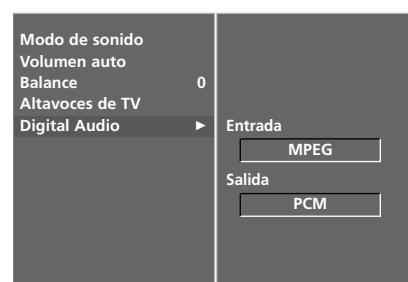 Modo de sonido
Volumen auto
Balance 0
Altavoces de TV
Digital Audio ►
Entrada
MPEG
Salida
PCM